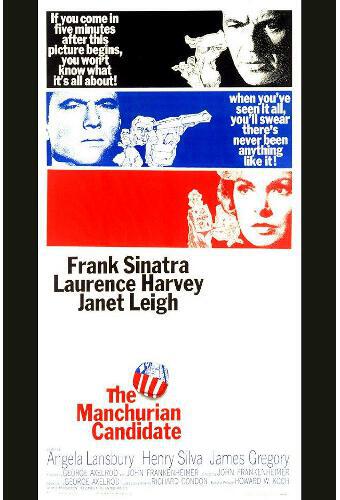 If you come in
five minutes
after this
picture begins,
you won't
know what
it's all about!
when you've
seen it all,
you'll swear
there's
never been
anything
like it!
Frank Sinatra
Laurence Harvey
Janet Leigh
The
Manchurian
Candidate
Angela Lansbury Henry Silva James Gregory
GEORGE AXELROD JOHN FRANKENHEIMER JOHN FRANKENHEIMER
GEORGE AXELROD RICHARD CONDON HOWARD W. KOCH